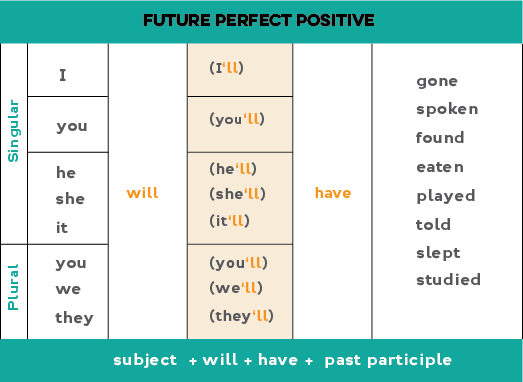 FUTURE PERFECT POSITIVE
Singular
I
you
he
she
it
Plural
you
we
they
will
(I'll)
(you'll)
(he'll)
(she'll)
(it'll)
(you'll)
(we'll)
(they'll)
have
gone
spoken
found
eaten
played
told
slept
studied
subject + will + have + past participle